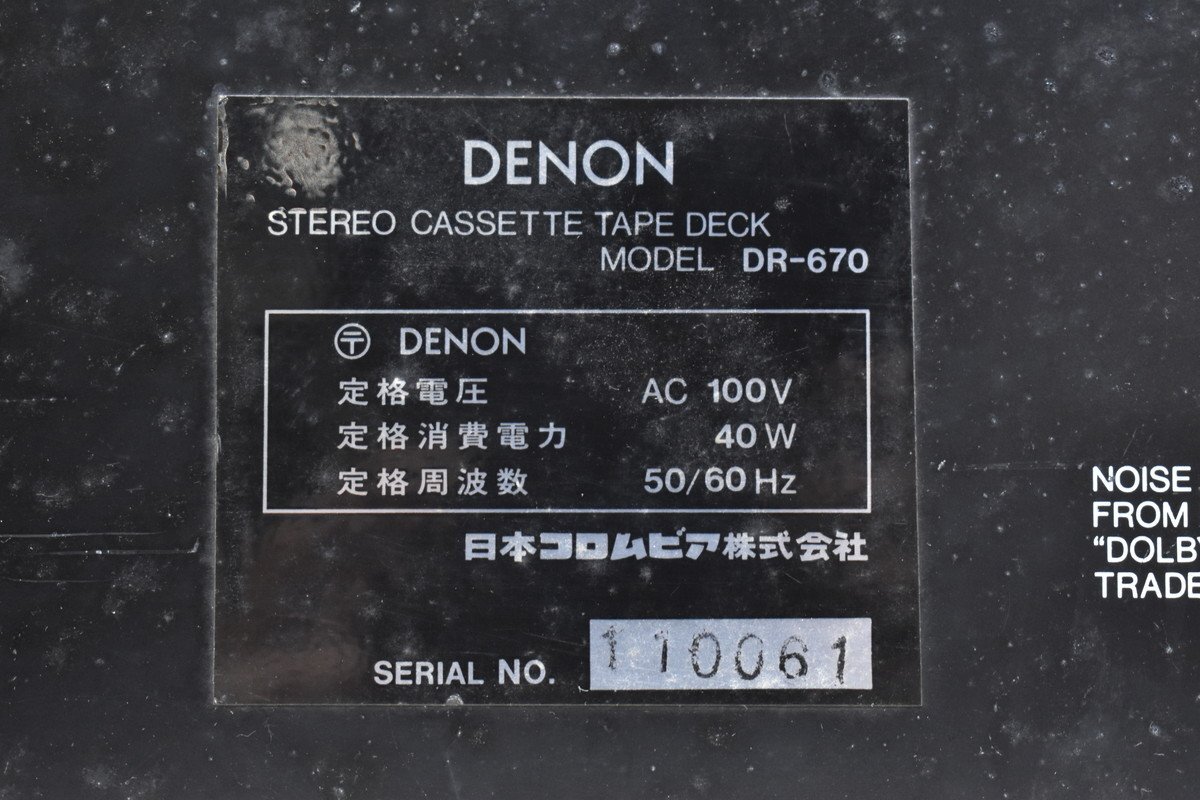 DENON
STEREO CASSETTE TAPE DECK
MODEL DR-670
〶 DENON
定格電圧 AC 100V
定格消費電力 40W
定格周波数 50/60Hz
日本コロムビア株式会社
SERIAL NO. 110061
NOISE
FROM
“DOLBY
TRADE